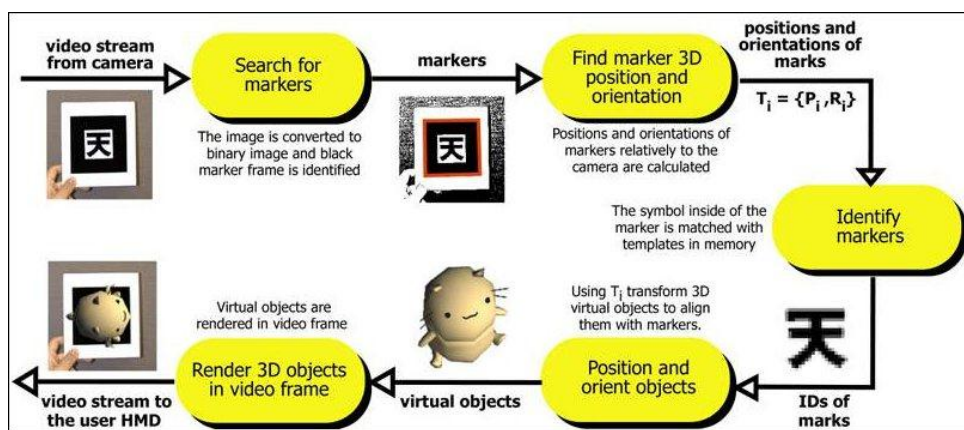 video stream
from camera
Search for
markers
The image is converted to
binary image and black
marker frame is identified
天
markers
天
Find marker 3D
position and
orientation
Positions and orientations of
markers relatively to the
camera are calculated
positions and
orientations of
marks
Ti = {Pi ,Ri}
The symbol inside of the
marker is matched with
templates in memory
Identify
markers
天
IDs of
marks
Using Ti transform 3D
virtual objects to align
them with markers.
Position and
orient objects
virtual objects
Virtual objects are
rendered in video frame
Render 3D objects
in video frame
video stream to
the user HMD